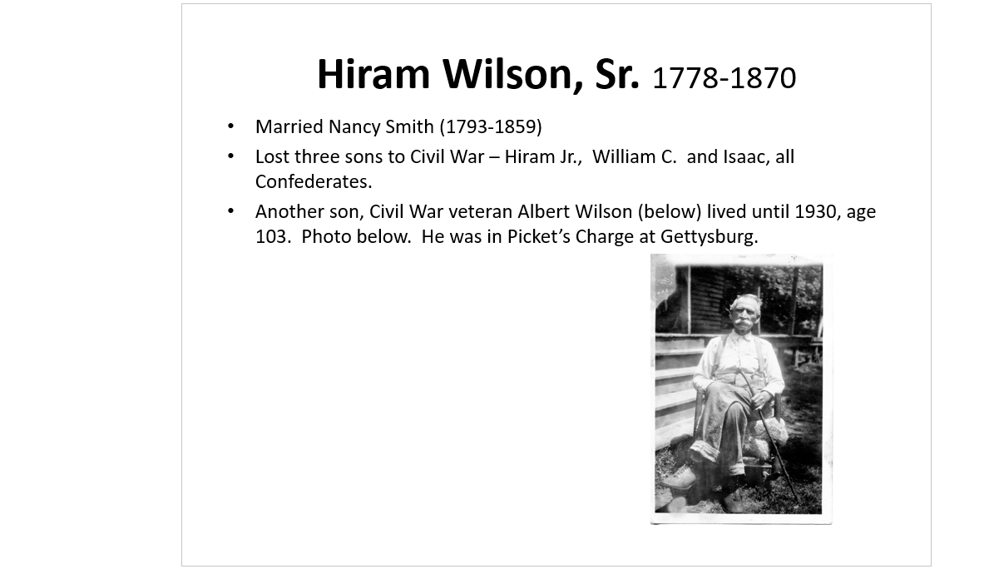 Hiram Wilson, Sr. 1778-1870
• Married Nancy Smith (1793-1859)
• Lost three sons to Civil War – Hiram Jr.,  William C.  and Isaac, all
Confederates.
• Another son, Civil War veteran Albert Wilson (below) lived until 1930, age
103.  Photo below.  He was in Picket’s Charge at Gettysburg.